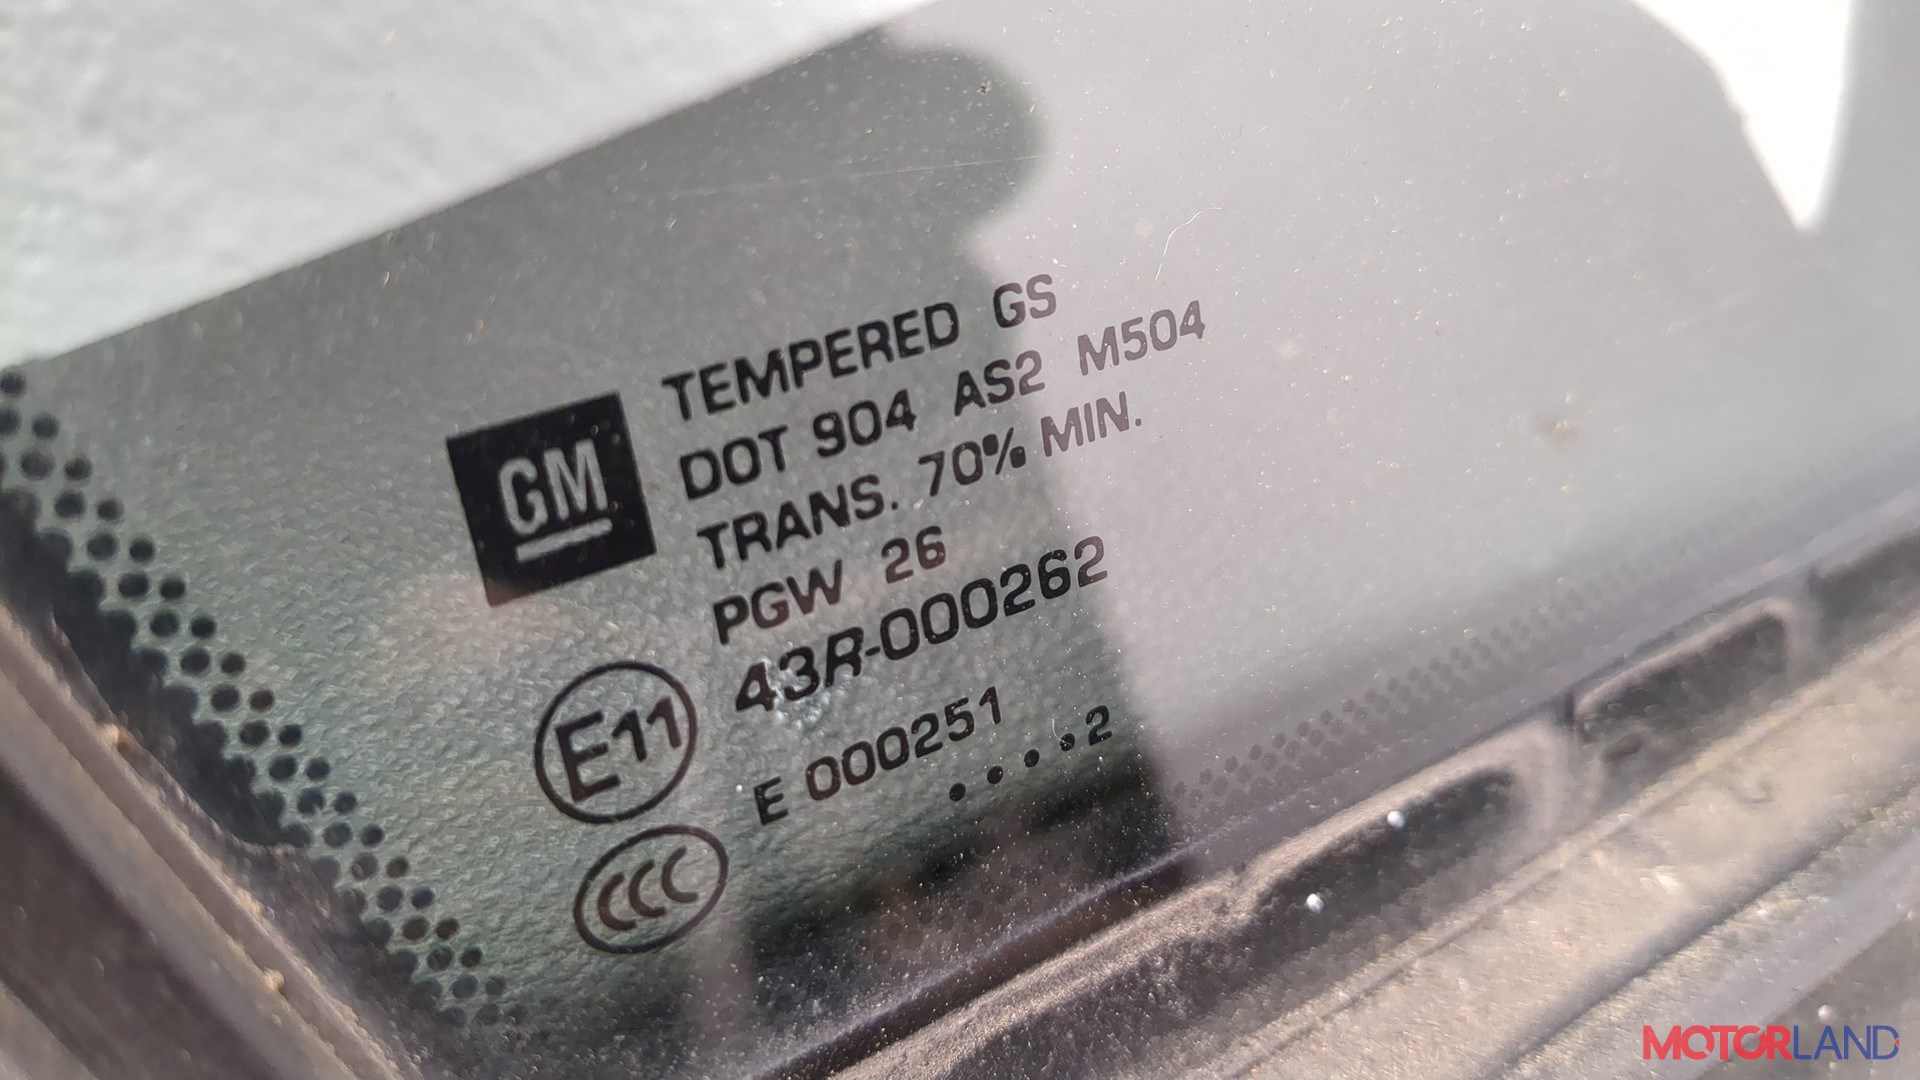 GM
TEMPERED GS
DOT 904 AS2 M504
TRANS. 70% MIN.
PGW 26
E11
43R-000262
CCC
E 000251
....2
MOTORLAND